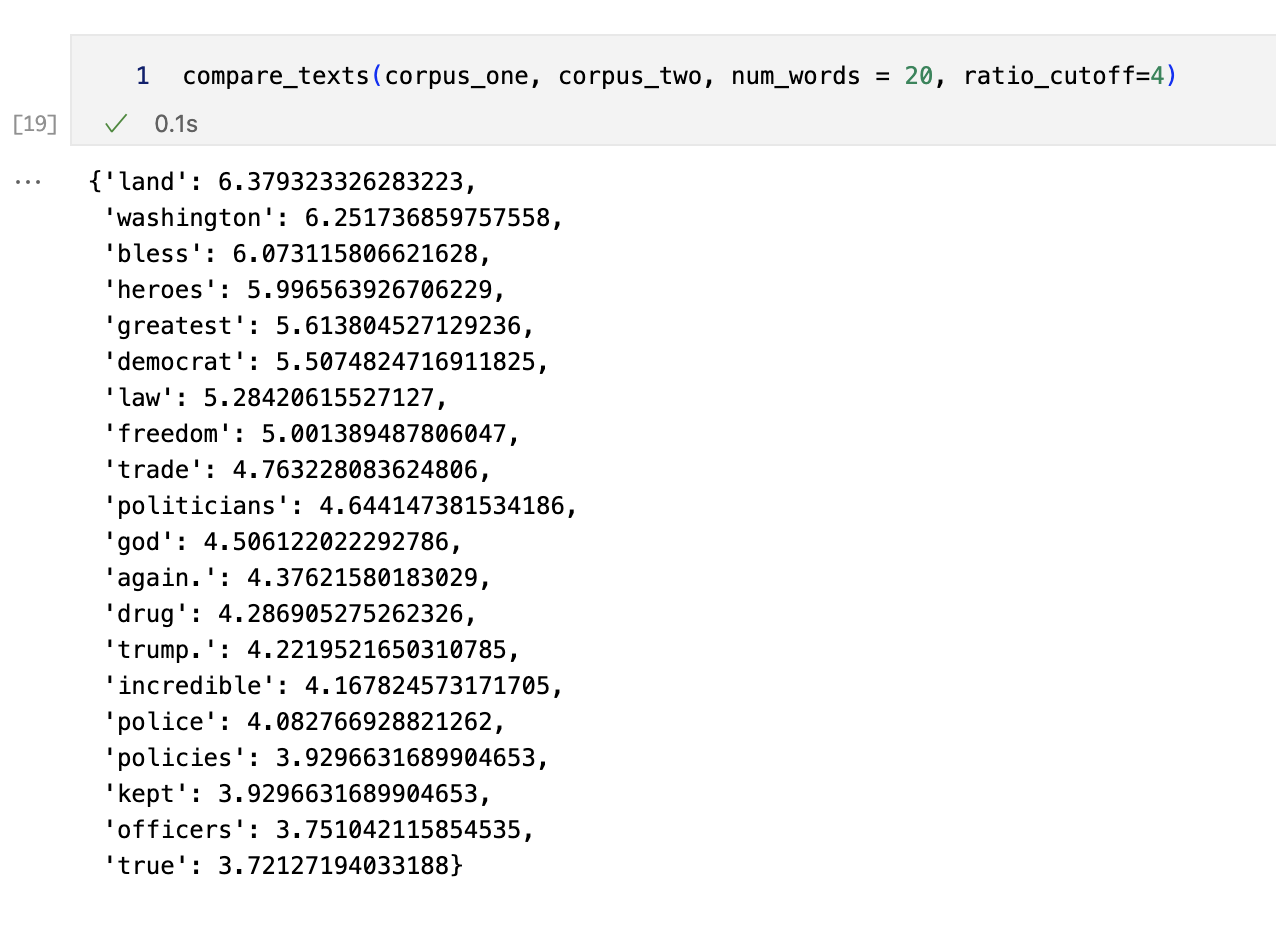 1 compare_texts(corpus_one, corpus_two, num_words = 20, ratio_cutoff=4)
[19] ✓ 0.1s
... {'land': 6.379323326283223,
'washington': 6.251736859757558,
'bless': 6.073115806621628,
'heroes': 5.996563926706229,
'greatest': 5.613804527129236,
'democrat': 5.5074824716911825,
'law': 5.28420615527127,
'freedom': 5.001389487806047,
'trade': 4.763228083624806,
'politicians': 4.644147381534186,
'god': 4.506122022292786,
'again.': 4.37621580183029,
'drug': 4.286905275262326,
'trump.': 4.2219521650310785,
'incredible': 4.167824573171705,
'police': 4.082766928821262,
'policies': 3.9296631689904653,
'kept': 3.9296631689904653,
'officers': 3.751042115854535,
'true': 3.72127194033188}